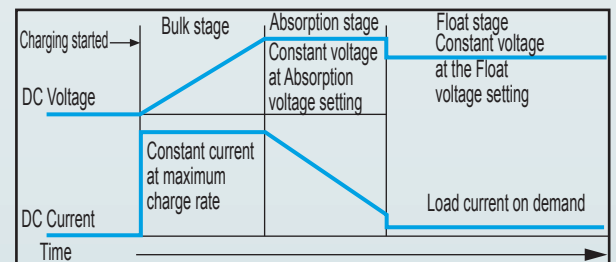 Charging started
Bulk stage
Absorption stage
Float stage
Constant voltage
at Absorption
voltage setting
Constant voltage
at the Float
voltage setting
DC Voltage
Constant current
at maximum
charge rate
Load current on demand
DC Current
Time